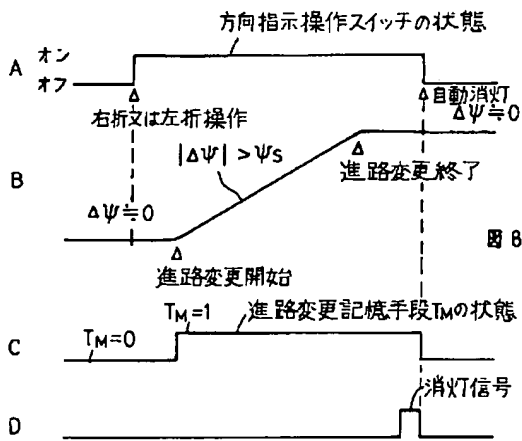 方向指示操作スイッチの状態
A
オン
オフ
自動消灯
右折又は左折操作
Δψ≒0
|Δψ|>ψs
B
進路変更終了
Δψ≒0
図8
進路変更開始
TM=1
進路変更記憶手段TMの状態
C
TM=0
消灯信号
D